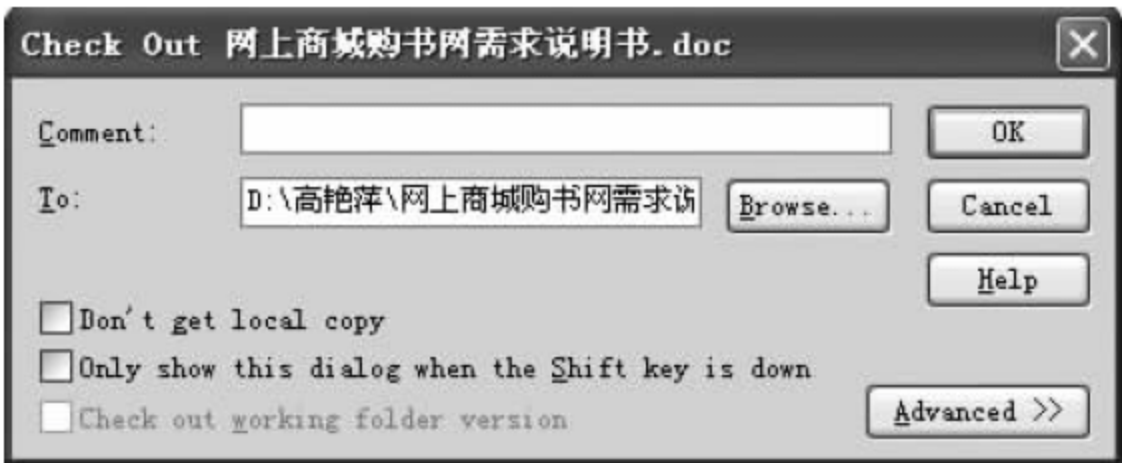 Check Out 网上商城购书网需求说明书.doc
Comment:
OK
To:
D:\高艳萍\网上商城购书网需求说
Browse...
Cancel
Help
Don't get local copy
Only show this dialog when the Shift key is down
Check out working folder version
Advanced >>